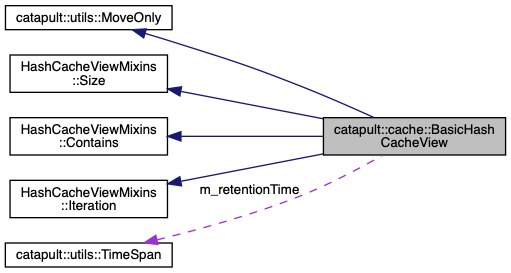 catapult::utils::MoveOnly
HashCacheViewMixins
::Size
HashCacheViewMixins
::Contains
catapult::cache::BasicHash
CacheView
HashCacheViewMixins
::Iteration
m_retentionTime
catapult::utils::TimeSpan